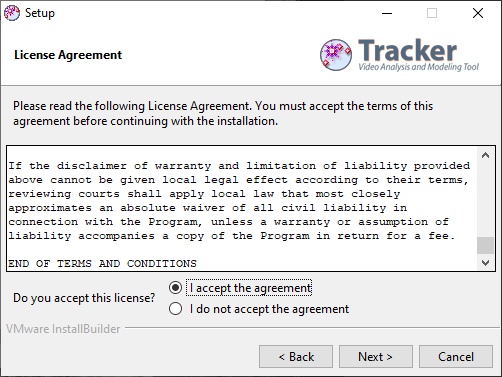 Setup
License Agreement
Tracker
Video Analysis and Modeling Tool
Please read the following License Agreement. You must accept the terms of this
agreement before continuing with the installation.
If the disclaimer of warranty and limitation of liability provided
above cannot be given local legal effect according to their terms,
reviewing courts shall apply local law that most closely
approximates an absolute waiver of all civil liability in
connection with the Program, unless a warranty or assumption of
liability accompanies a copy of the Program in return for a fee.
END OF TERMS AND CONDITIONS
Do you accept this license?
I accept the agreement
I do not accept the agreement
VMware InstallBuilder
< Back
Next >
Cancel